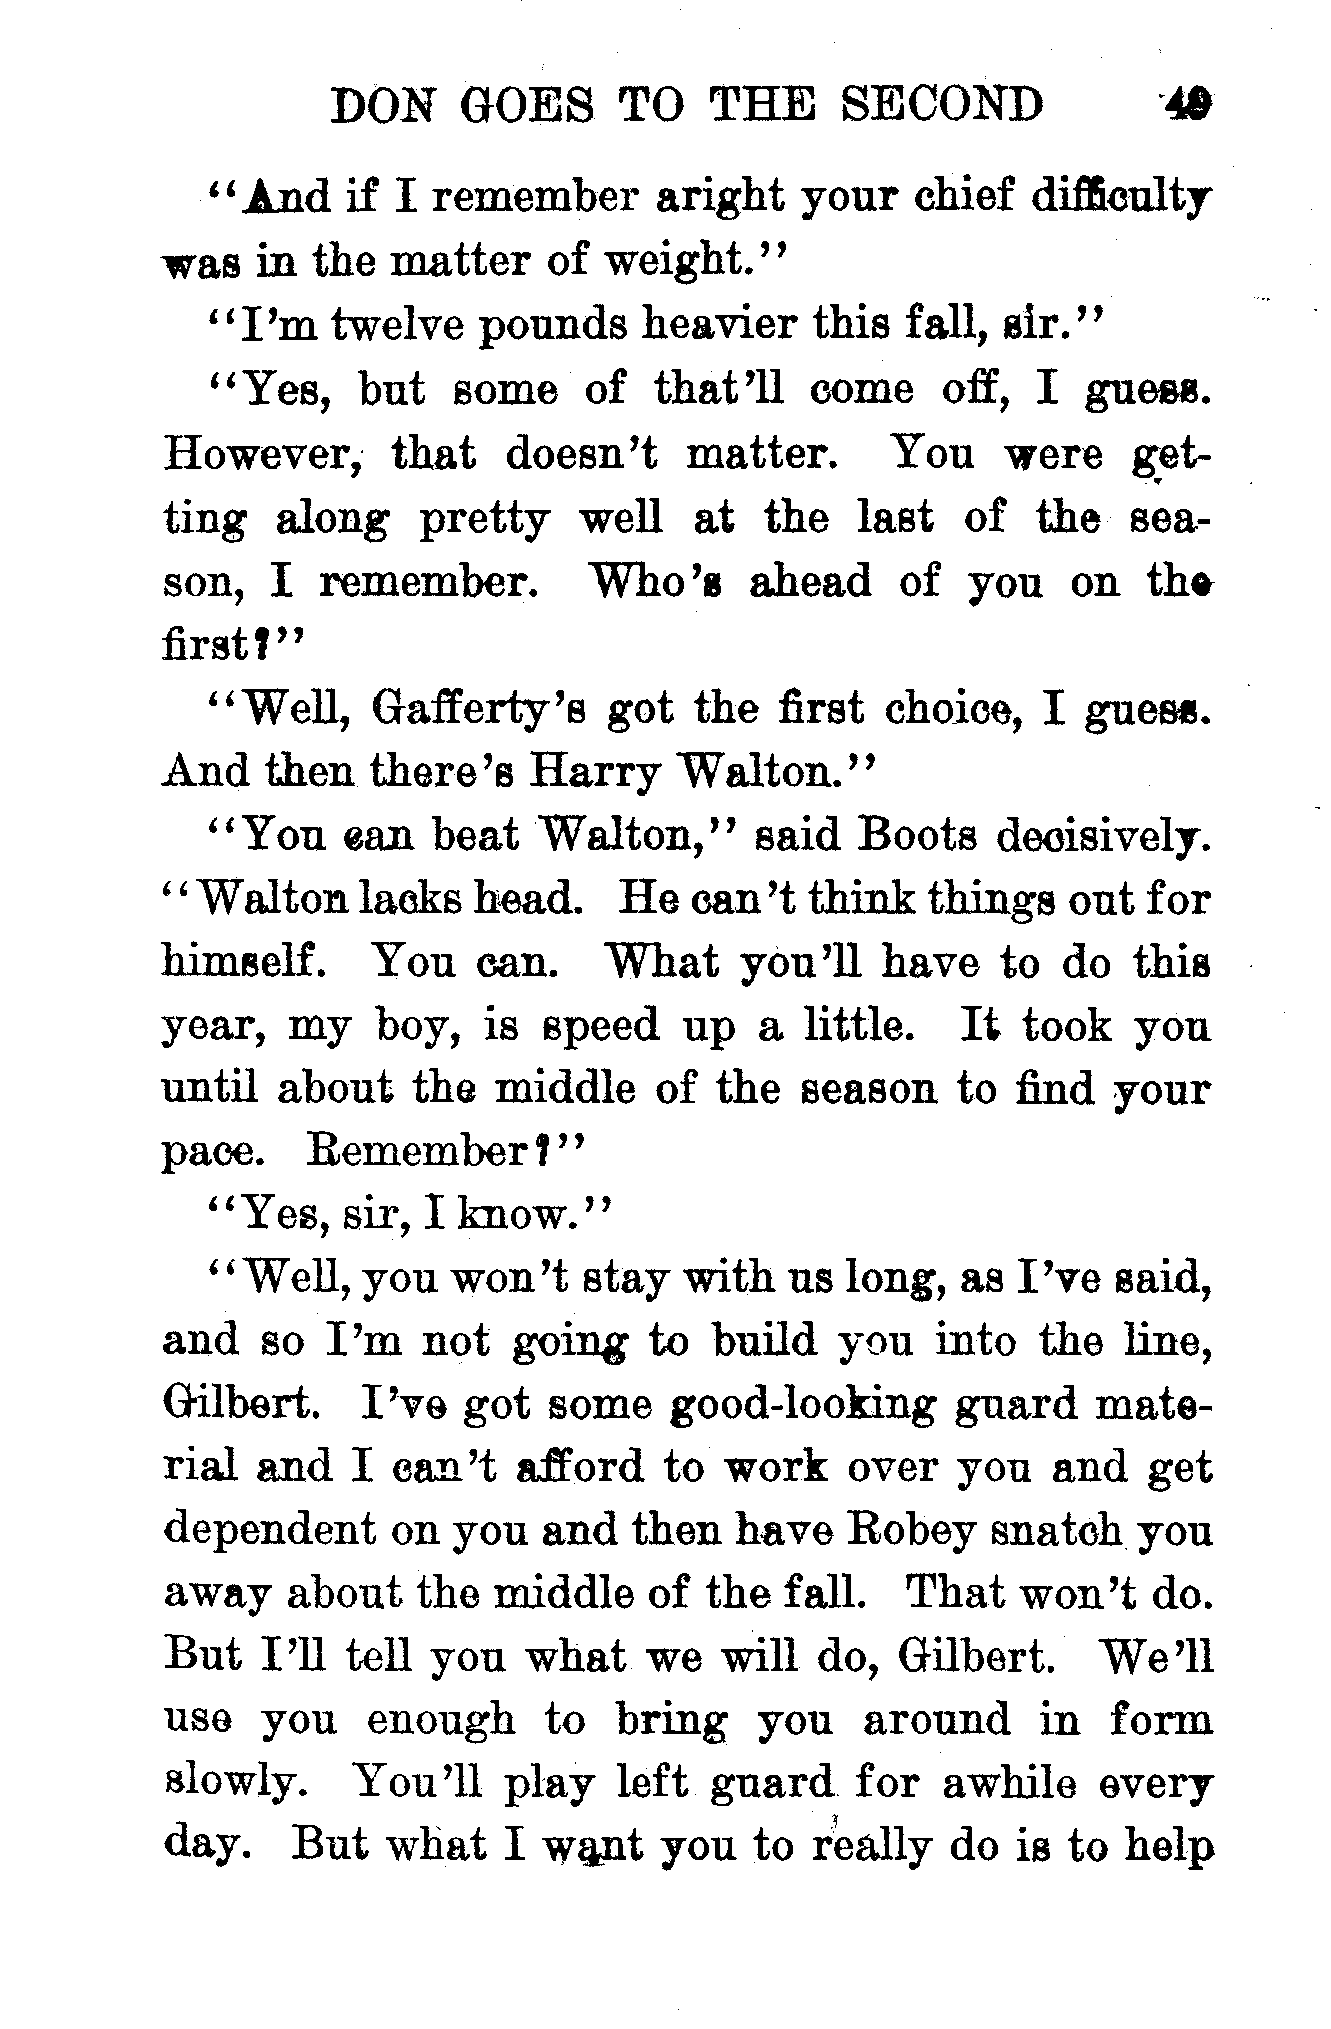 DON GOES TO THE SECOND 49
"And if I remember aright your chief difficulty
was in the matter of weight."
"I'm twelve pounds heavier this fall, sir."
"Yes, but some of that'll come off, I guess.
However, that doesn't matter. You were get-
ting along pretty well at the last of the sea-
son, I remember. Who's ahead of you on the
first?"
"Well, Gafferty's got the first choice, I guess.
And then there's Harry Walton."
"You can beat Walton," said Boots decisively.
"Walton lacks head. He can't think things out for
himself. You can. What you'll have to do this
year, my boy, is speed up a little. It took you
until about the middle of the season to find your
pace. Remember?"
"Yes, sir, I know."
"Well, you won't stay with us long, as I've said,
and so I'm not going to build you into the line,
Gilbert. I've got some good-looking guard mate-
rial and I can't afford to work over you and get
dependent on you and then have Robey snatch you
away about the middle of the fall. That won't do.
But I'll tell you what we will do, Gilbert. We'll
use you enough to bring you around in form
slowly. You'll play left guard for awhile every
day. But what I want you to really do is to help